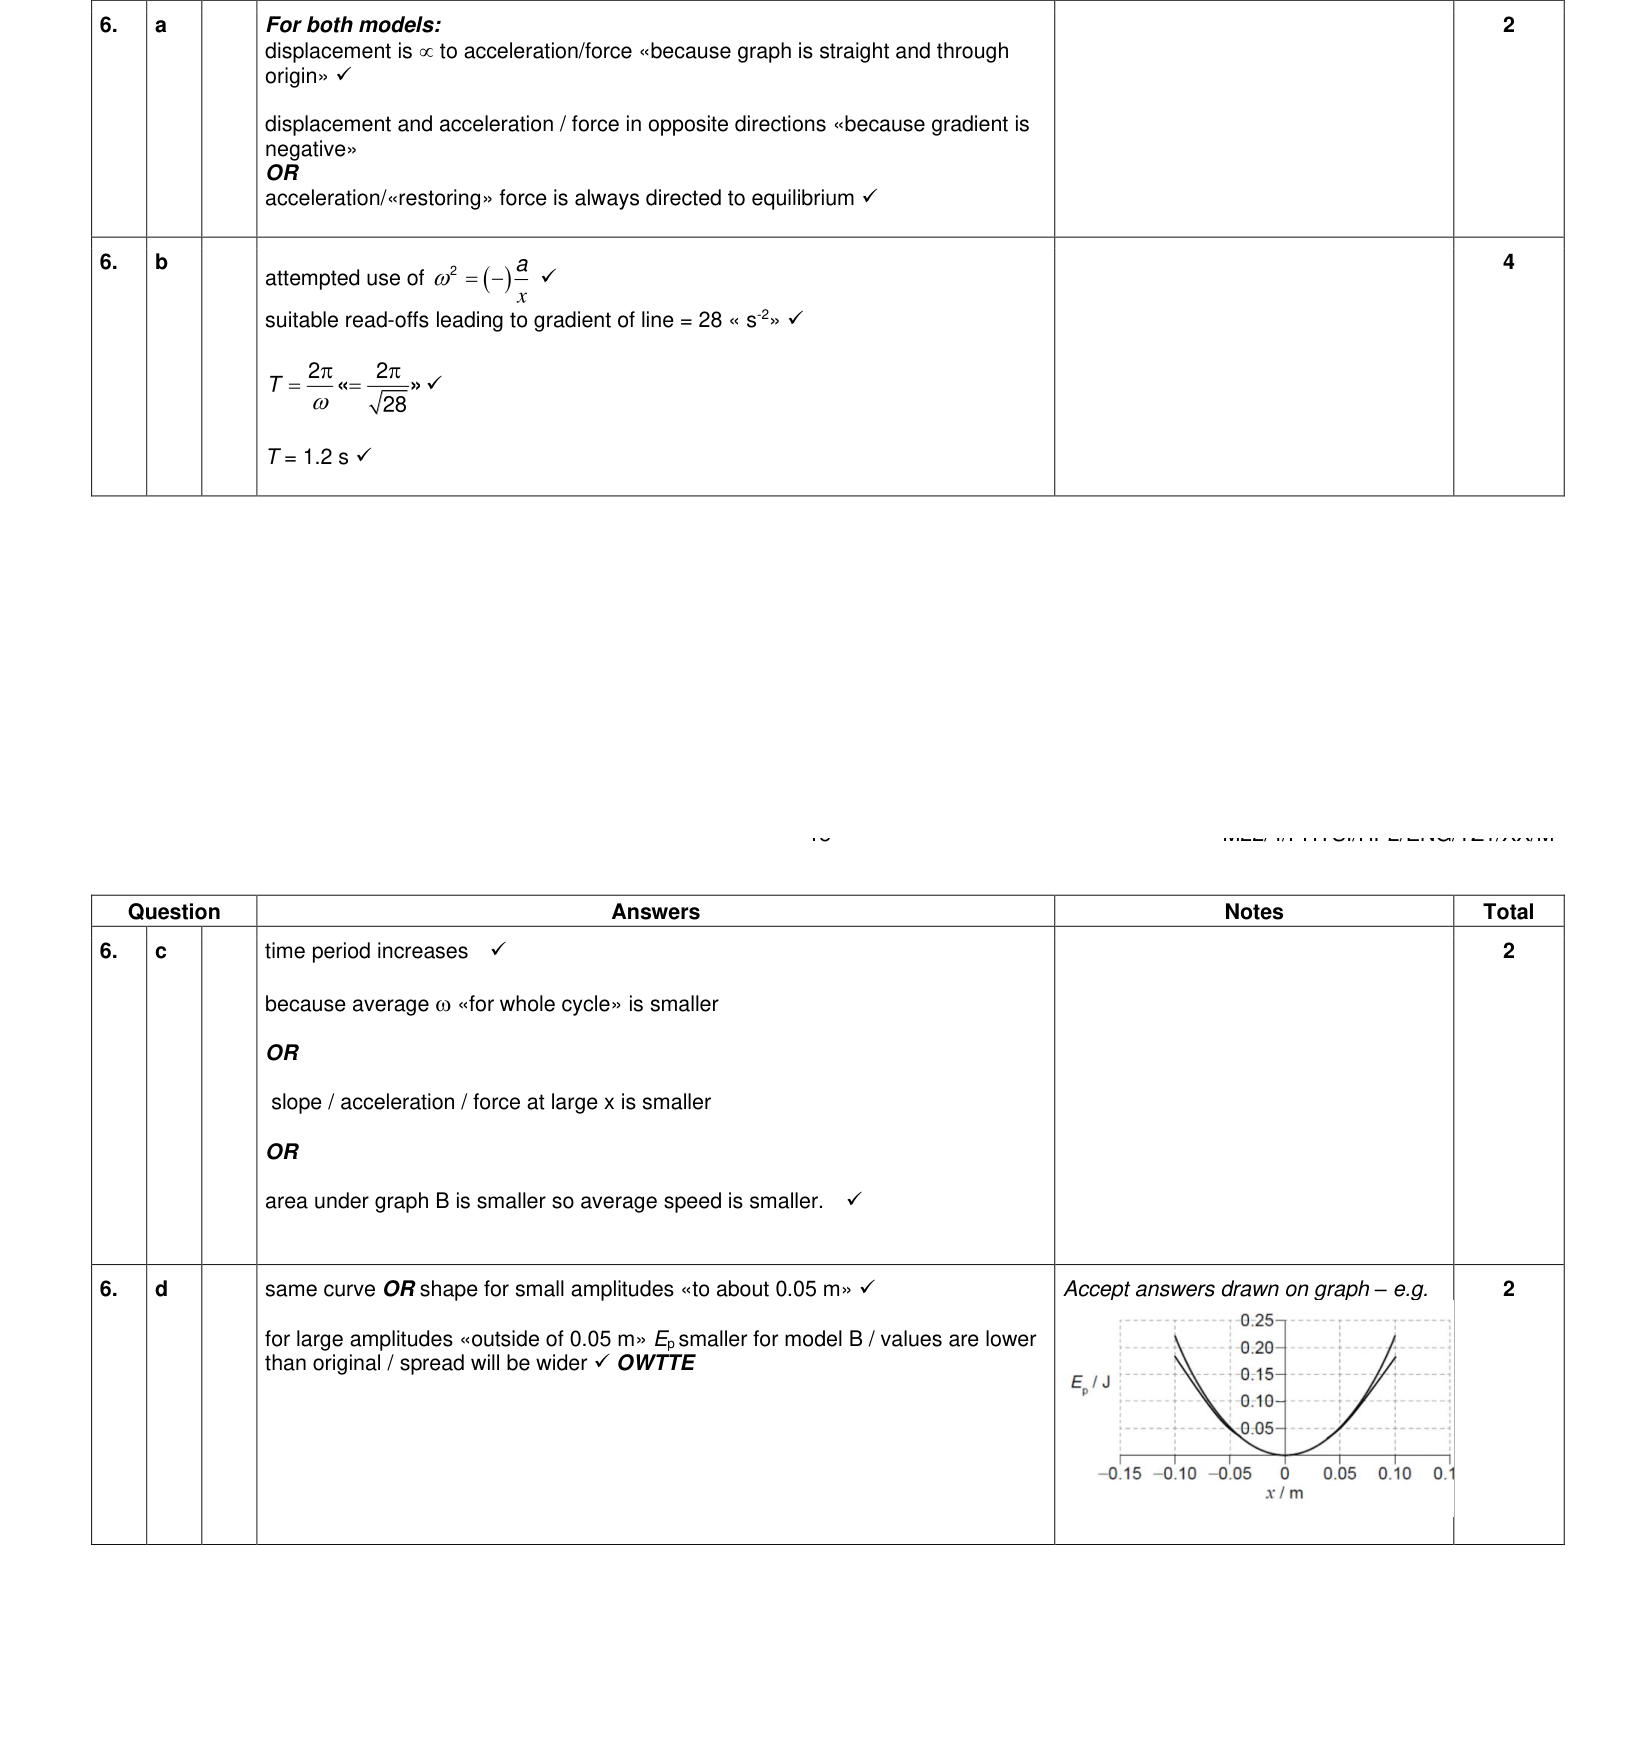 6. a For both models: 2
displacement is ∝ to acceleration/force «because graph is straight and through
origin» ✓
displacement and acceleration / force in opposite directions «because gradient is
negative»
OR
acceleration/«restoring» force is always directed to equilibrium ✓
6. b attempted use of ω² = (−) a/x ✓ 4
suitable read-offs leading to gradient of line = 28 « s⁻²» ✓
T = 2π/ω «= 2π/√28» ✓
T = 1.2 s ✓
Question Answers Notes Total
6. c time period increases ✓ 2
because average ω «for whole cycle» is smaller
OR
slope / acceleration / force at large x is smaller
OR
area under graph B is smaller so average speed is smaller. ✓
6. d same curve OR shape for small amplitudes «to about 0.05 m» ✓ Accept answers drawn on graph – e.g. 2
for large amplitudes «outside of 0.05 m» Eₚ smaller for model B / values are lower
than original / spread will be wider ✓ OWTTE
0.25
0.20
0.15
Eₚ / J
0.10
0.05
−0.15 −0.10 −0.05 0 0.05 0.10 0.1
x / m